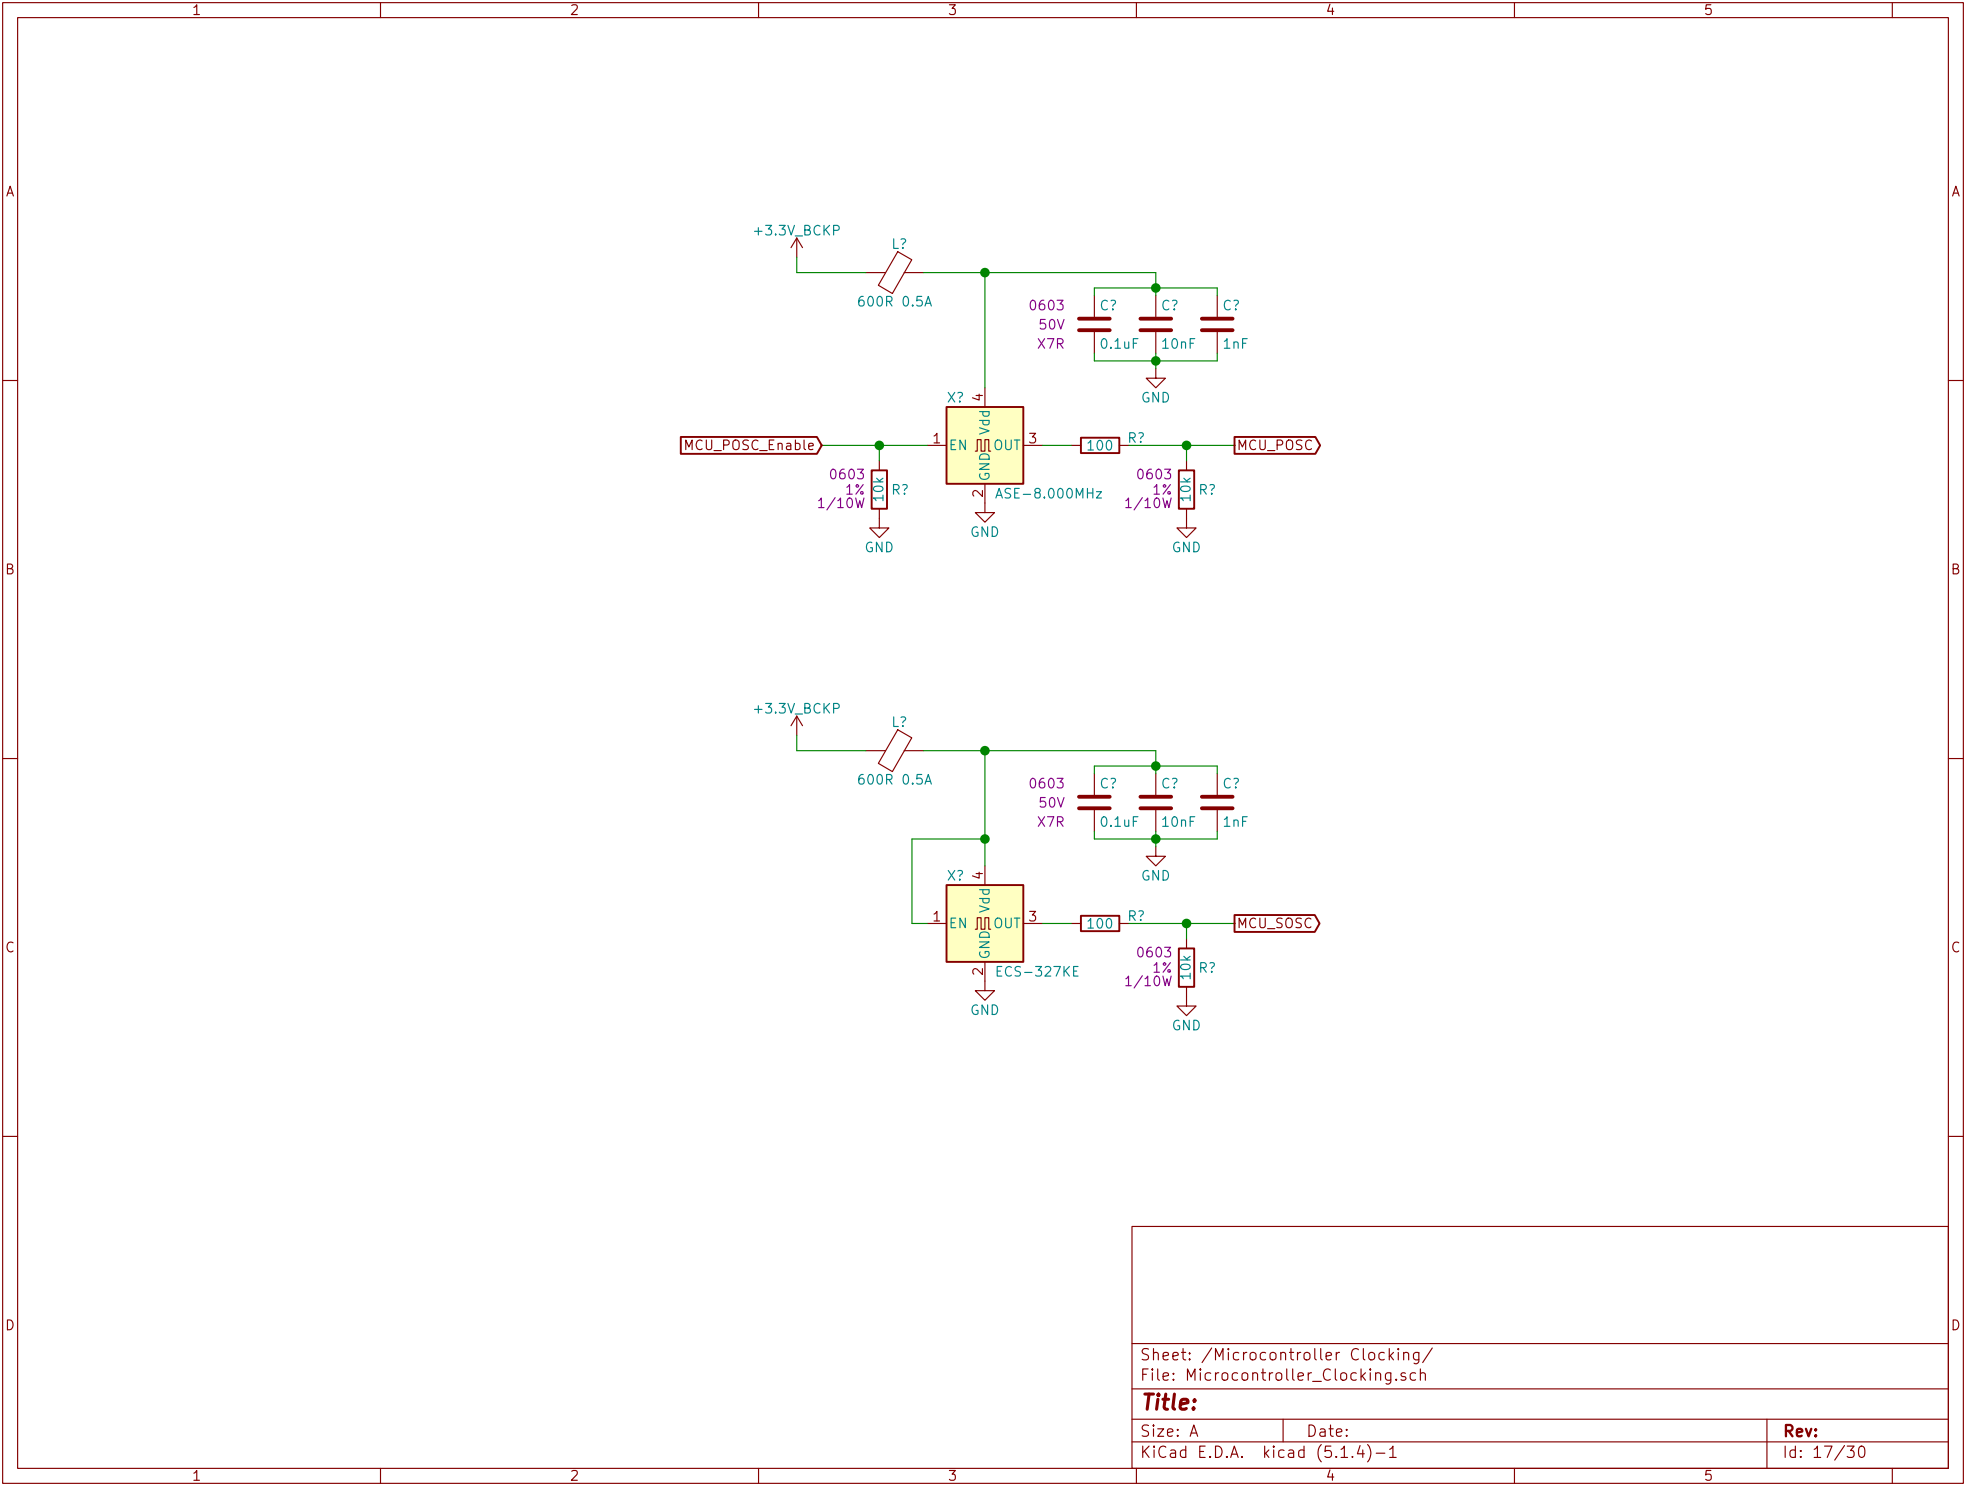 1 2 3 4 5
A A
+3.3V_BCKP
L?
600R 0.5A
0603 C? C? C?
50V
X7R 0.1uF 10nF 1nF
GND
X? 4
Vdd
MCU_POSC_Enable 1 EN OUT 3 100 R? MCU_POSC
GND
0603
1% 10k R?
1/10W
2 ASE-8.000MHz
GND
GND
0603
1% 10k R?
1/10W
GND
B B
+3.3V_BCKP
L?
600R 0.5A
0603 C? C? C?
50V
X7R 0.1uF 10nF 1nF
GND
X? 4
Vdd
1 EN OUT 3 100 R? MCU_SOSC
GND
2 ECS-327KE
GND
0603
1% 10k R?
1/10W
GND
C C
D D
Sheet: /Microcontroller Clocking/
File: Microcontroller_Clocking.sch
Title:
Size: A Date: Rev:
KiCad E.D.A. kicad (5.1.4)-1 Id: 17/30
1 2 3 4 5